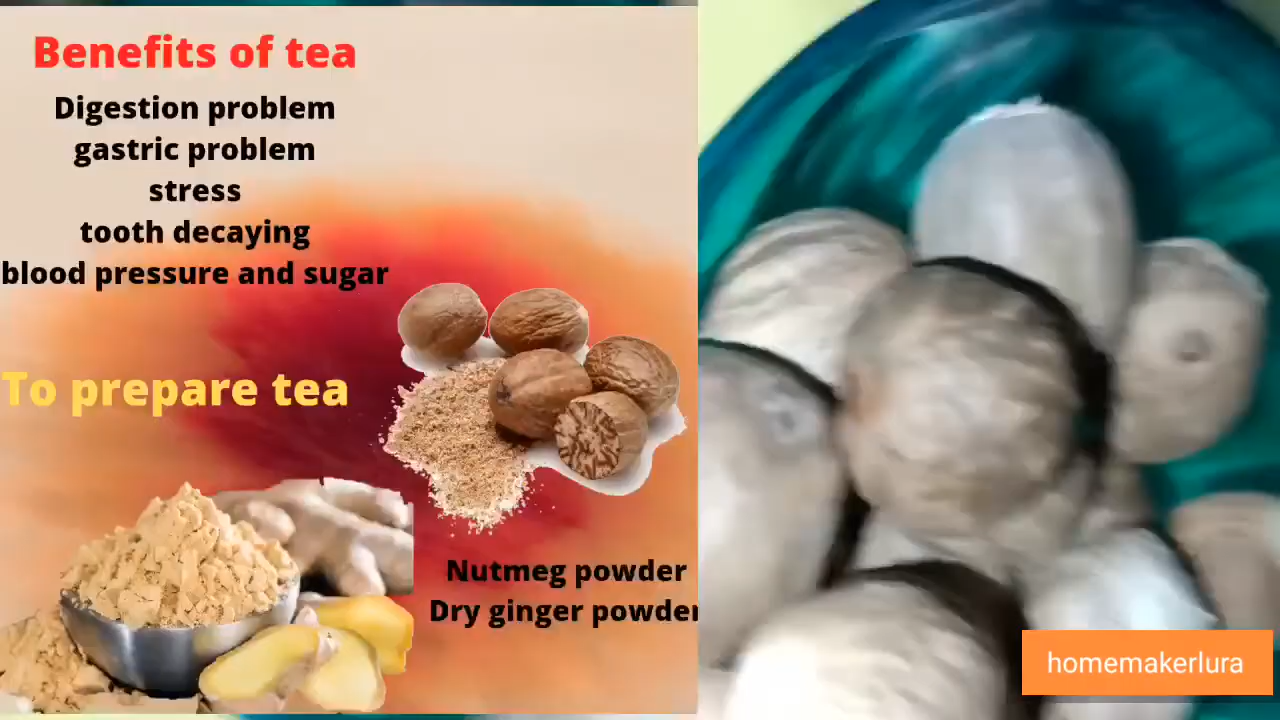 Benefits of tea
Digestion problem
gastric problem
stress
tooth decaying
blood pressure and sugar
To prepare tea
Nutmeg powder
Dry ginger powder
homemakerlura